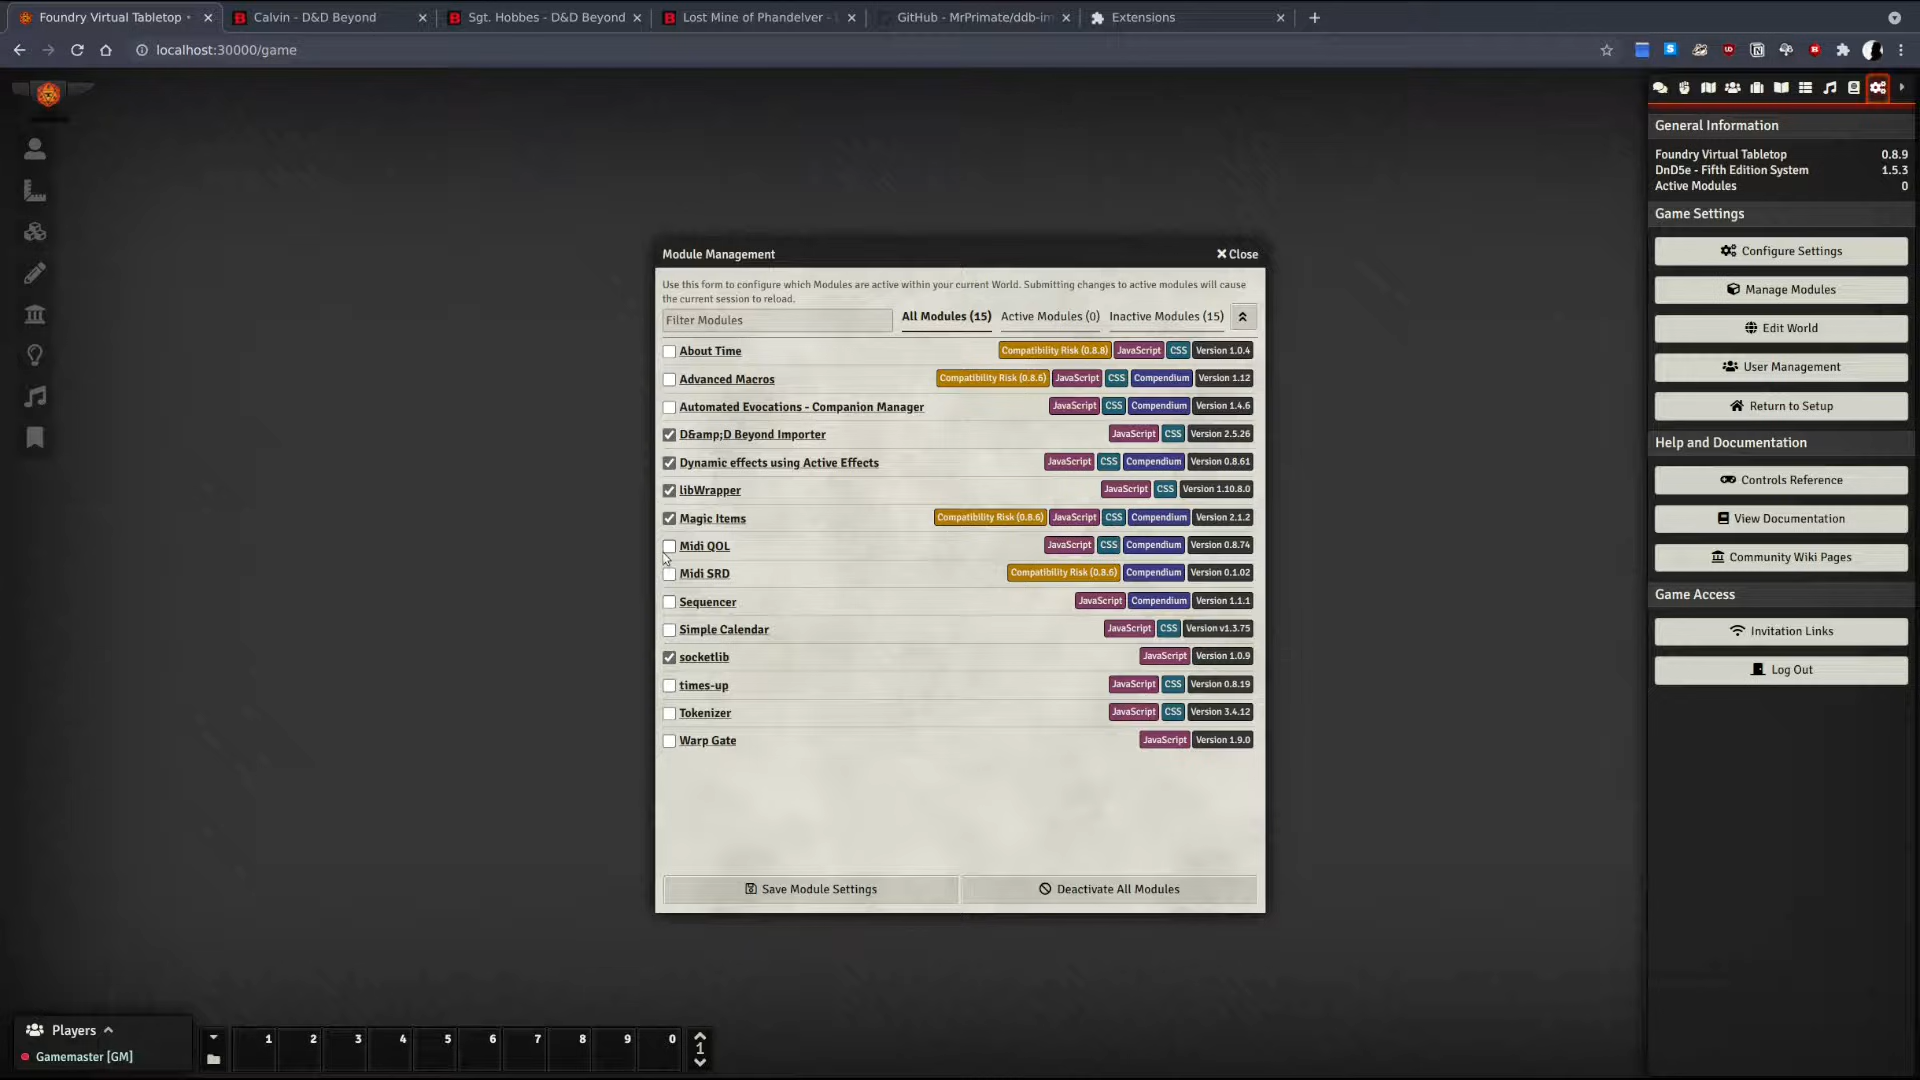 Foundry Virtual Tabletop •
Calvin - D&D Beyond
Sgt. Hobbes - D&D Beyond
Lost Mine of Phandelver -
GitHub - MrPrimate/ddb-im
Extensions
localhost:30000/game
General Information
Foundry Virtual Tabletop 0.8.9
DnD5e - Fifth Edition System 1.5.3
Active Modules 0
Game Settings
Configure Settings
Manage Modules
Edit World
User Management
Return to Setup
Help and Documentation
Controls Reference
View Documentation
Community Wiki Pages
Game Access
Invitation Links
Log Out
Module Management
Close
Use this form to configure which Modules are active within your current World. Submitting changes to active modules will cause
the current session to reload.
Filter Modules All Modules (15) Active Modules (0) Inactive Modules (15)
About Time Compatibility Risk (0.8.8) JavaScript CSS Version 1.0.4
Advanced Macros Compatibility Risk (0.8.6) JavaScript CSS Compendium Version 1.12
Automated Evocations - Companion Manager JavaScript CSS Compendium Version 1.4.6
D&amp;D Beyond Importer JavaScript CSS Version 2.5.26
Dynamic effects using Active Effects JavaScript CSS Compendium Version 0.8.61
libWrapper JavaScript CSS Version 1.10.8.0
Magic Items Compatibility Risk (0.8.6) JavaScript CSS Compendium Version 2.1.2
Midi QOL JavaScript CSS Compendium Version 0.8.74
Midi SRD Compatibility Risk (0.8.6) Compendium Version 0.1.02
Sequencer JavaScript Compendium Version 1.1.1
Simple Calendar JavaScript CSS Version v1.3.75
socketlib JavaScript Version 1.0.9
times-up JavaScript CSS Version 0.8.19
Tokenizer JavaScript CSS Version 3.4.12
Warp Gate JavaScript Version 1.9.0
Save Module Settings Deactivate All Modules
Players
Gamemaster [GM]
1 2 3 4 5 6 7 8 9 0
1